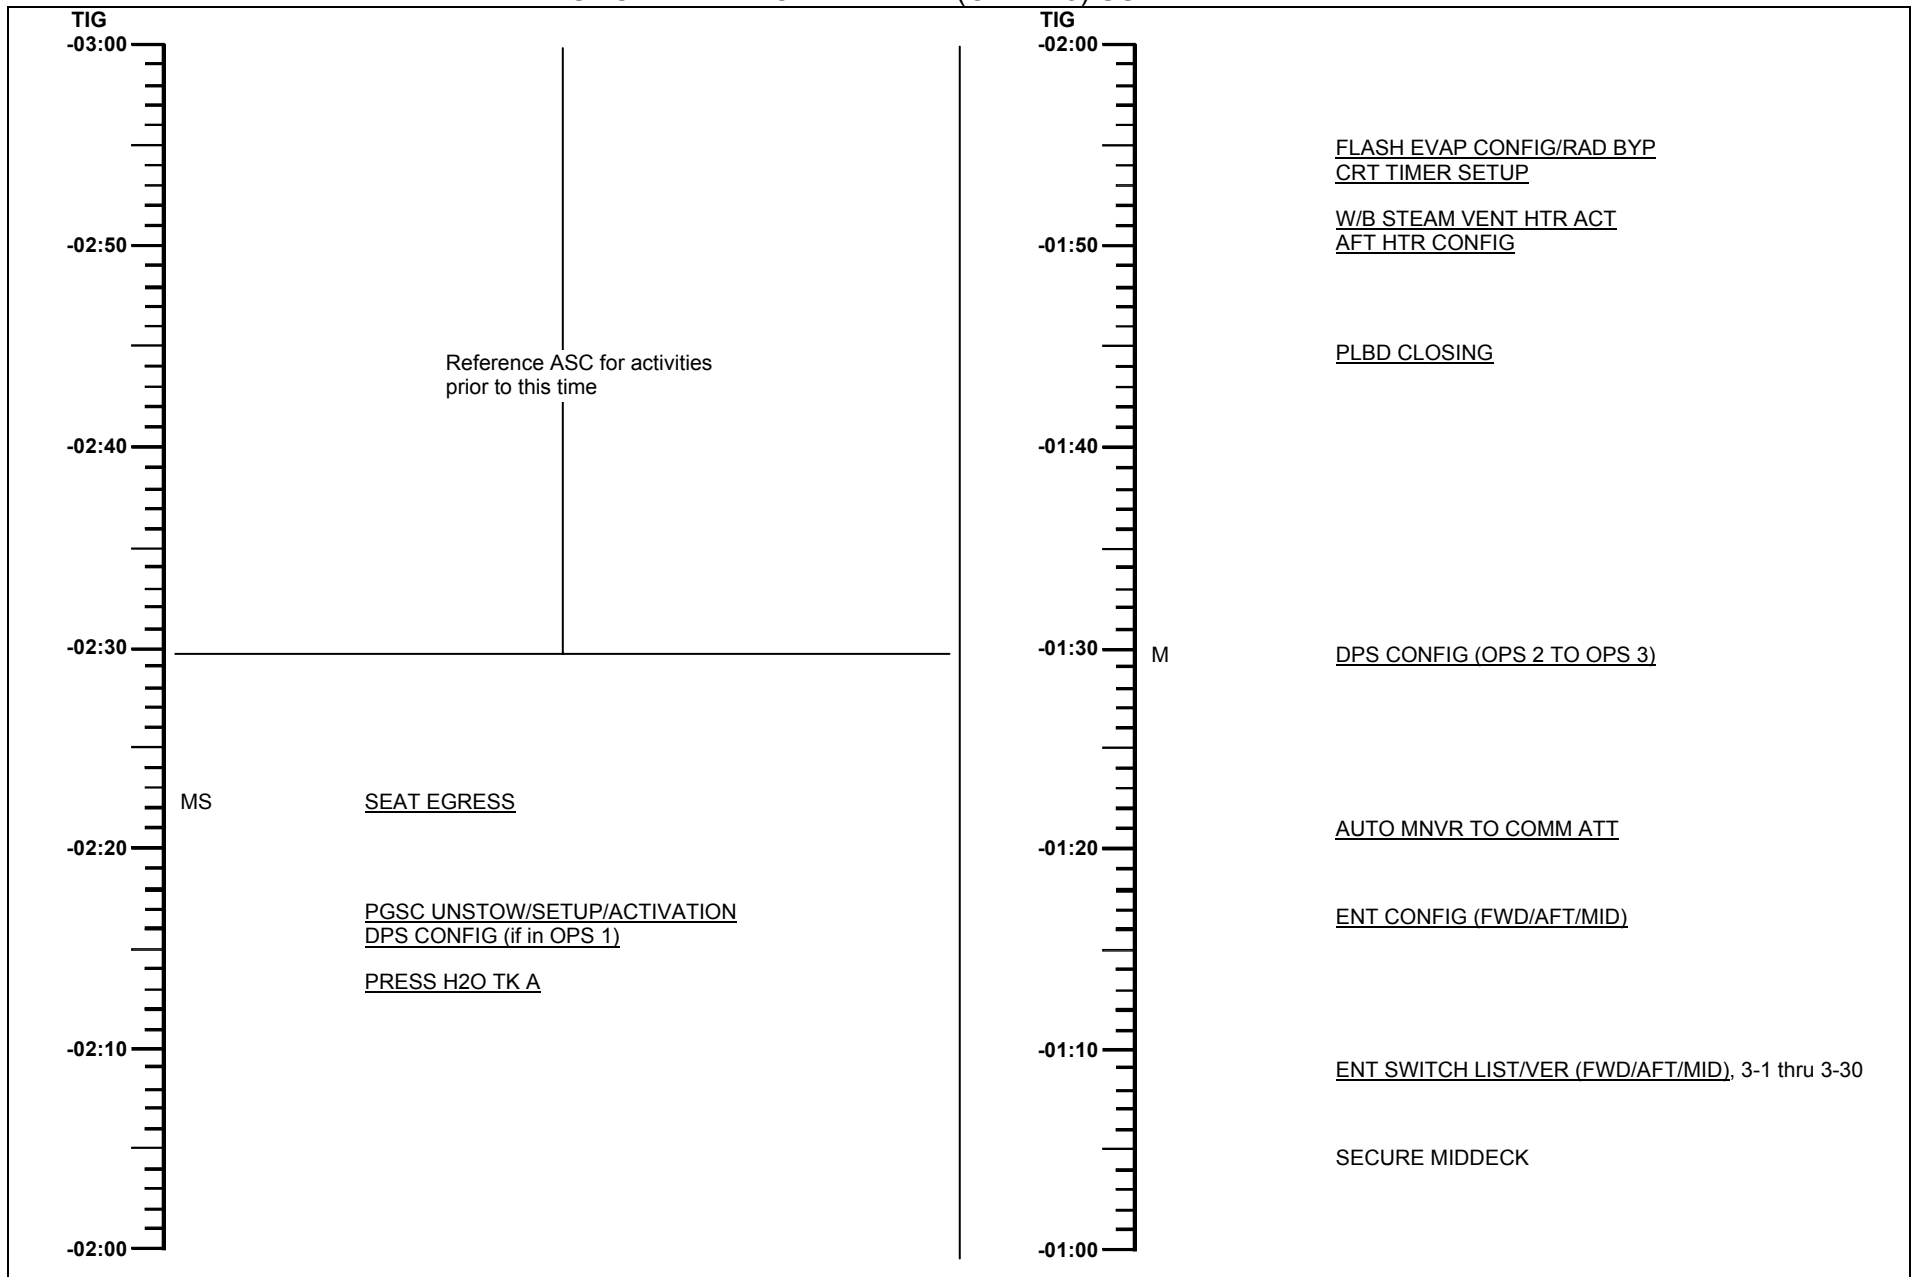 TIG
-03:00
-02:50
Reference ASC for activities
prior to this time
-02:40
-02:30
MS SEAT EGRESS
-02:20
PGSC UNSTOW/SETUP/ACTIVATION
DPS CONFIG (if in OPS 1)
PRESS H2O TK A
-02:10
-02:00
TIG
-02:00
FLASH EVAP CONFIG/RAD BYP
CRT TIMER SETUP
W/B STEAM VENT HTR ACT
-01:50 AFT HTR CONFIG
PLBD CLOSING
-01:40
-01:30 M DPS CONFIG (OPS 2 TO OPS 3)
AUTO MNVR TO COMM ATT
-01:20
ENT CONFIG (FWD/AFT/MID)
-01:10
ENT SWITCH LIST/VER (FWD/AFT/MID), 3-1 thru 3-30
SECURE MIDDECK
-01:00